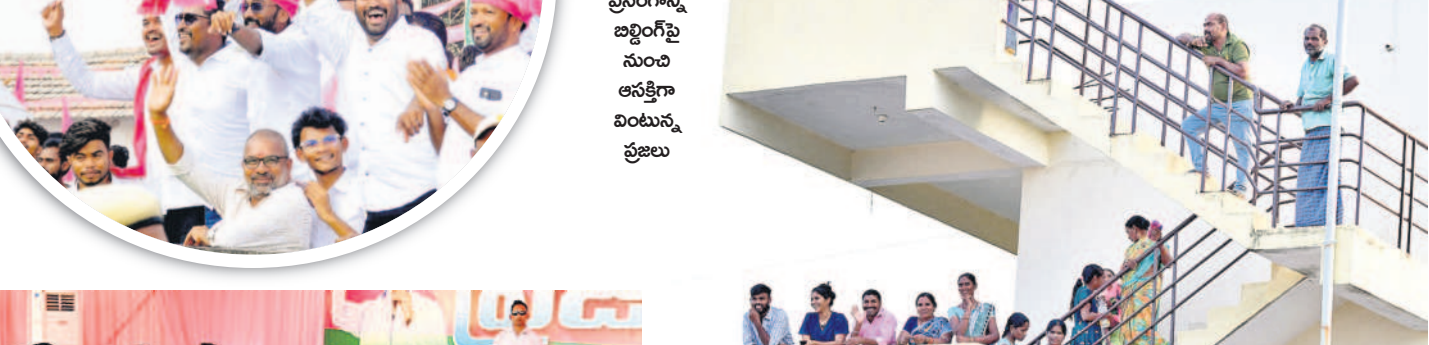 ప్రసంగాన్ని
బిల్డింగ్‌పై
నుంచి
ఆసక్తిగా
వింటున్న
ప్రజలు